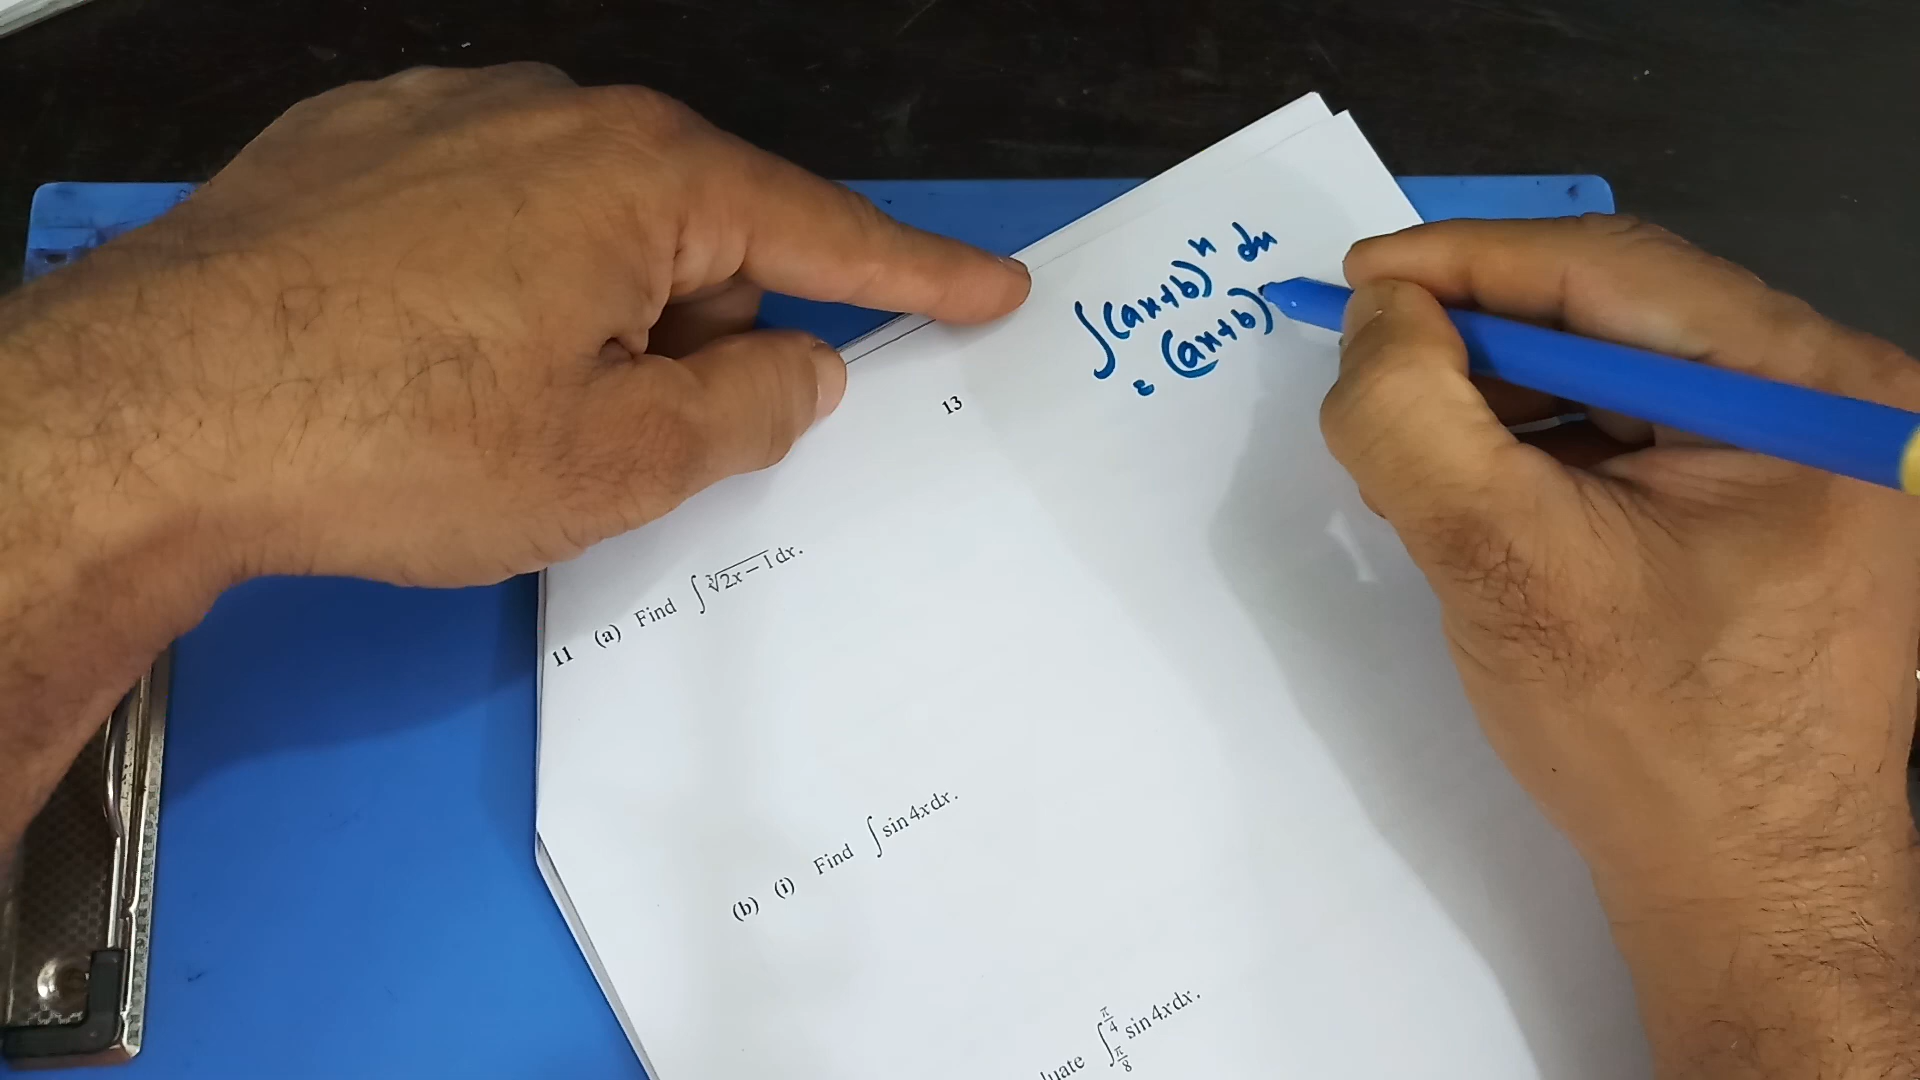 ∫(ax+b)ⁿ dx
= (ax+b)
13
11 (a) Find ∫ ∛(2x − 1) dx.
(b) (i) Find ∫ sin 4x dx.
∫_{π/8}^{π/4} sin 4x dx.